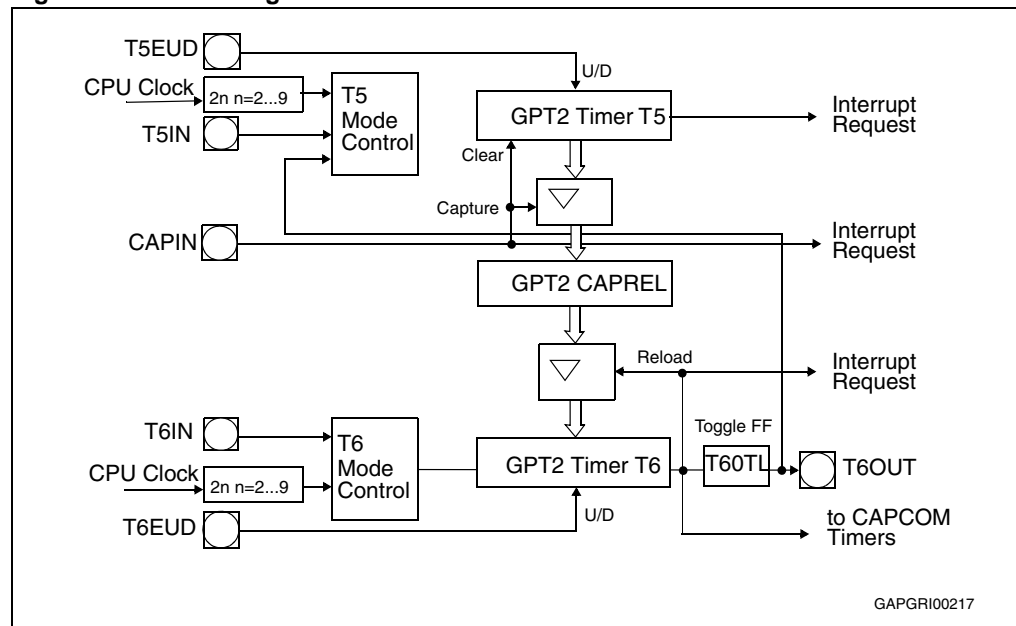 T5EUD
U/D
CPU Clock
2n n=2...9
T5
Mode
Control
GPT2 Timer T5
Interrupt
Request
T5IN
Clear
Capture
CAPIN
Interrupt
Request
GPT2 CAPREL
Reload
Interrupt
Request
T6IN
T6
Mode
Control
Toggle FF
GPT2 Timer T6
T60TL
T6OUT
CPU Clock
2n n=2...9
U/D
T6EUD
to CAPCOM
Timers
GAPGRI00217